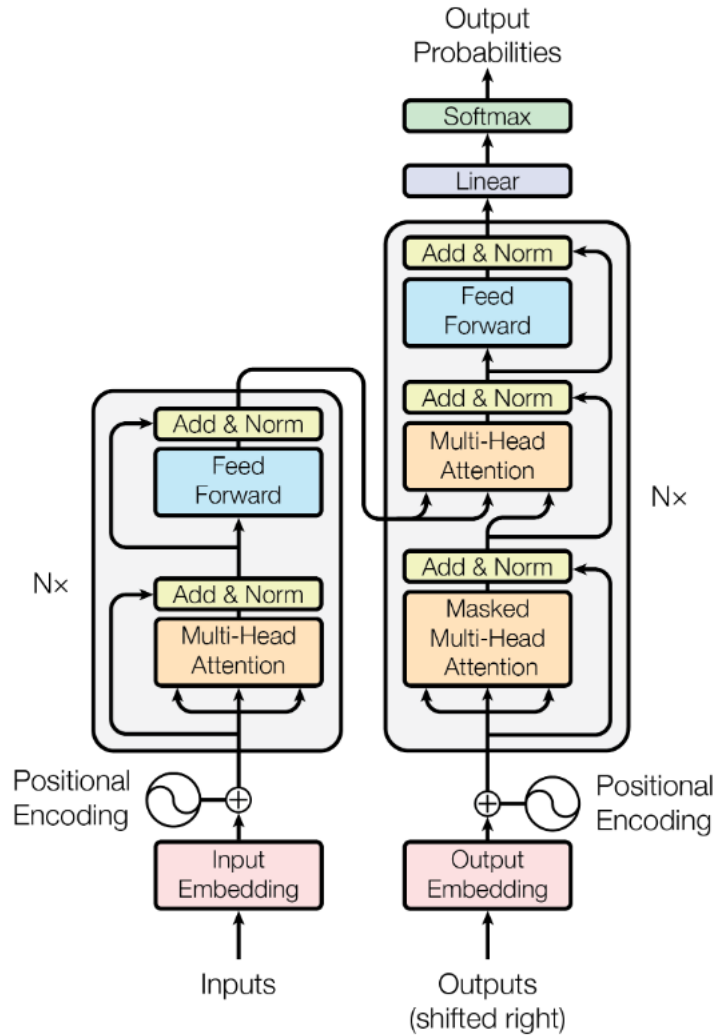 Output
Probabilities
Softmax
Linear
Add & Norm
Feed
Forward
Add & Norm
Multi-Head
Attention
Add & Norm
Masked
Multi-Head
Attention
Nx
Add & Norm
Feed
Forward
Add & Norm
Multi-Head
Attention
Nx
Positional
Encoding
Positional
Encoding
Input
Embedding
Output
Embedding
Inputs
Outputs
(shifted right)